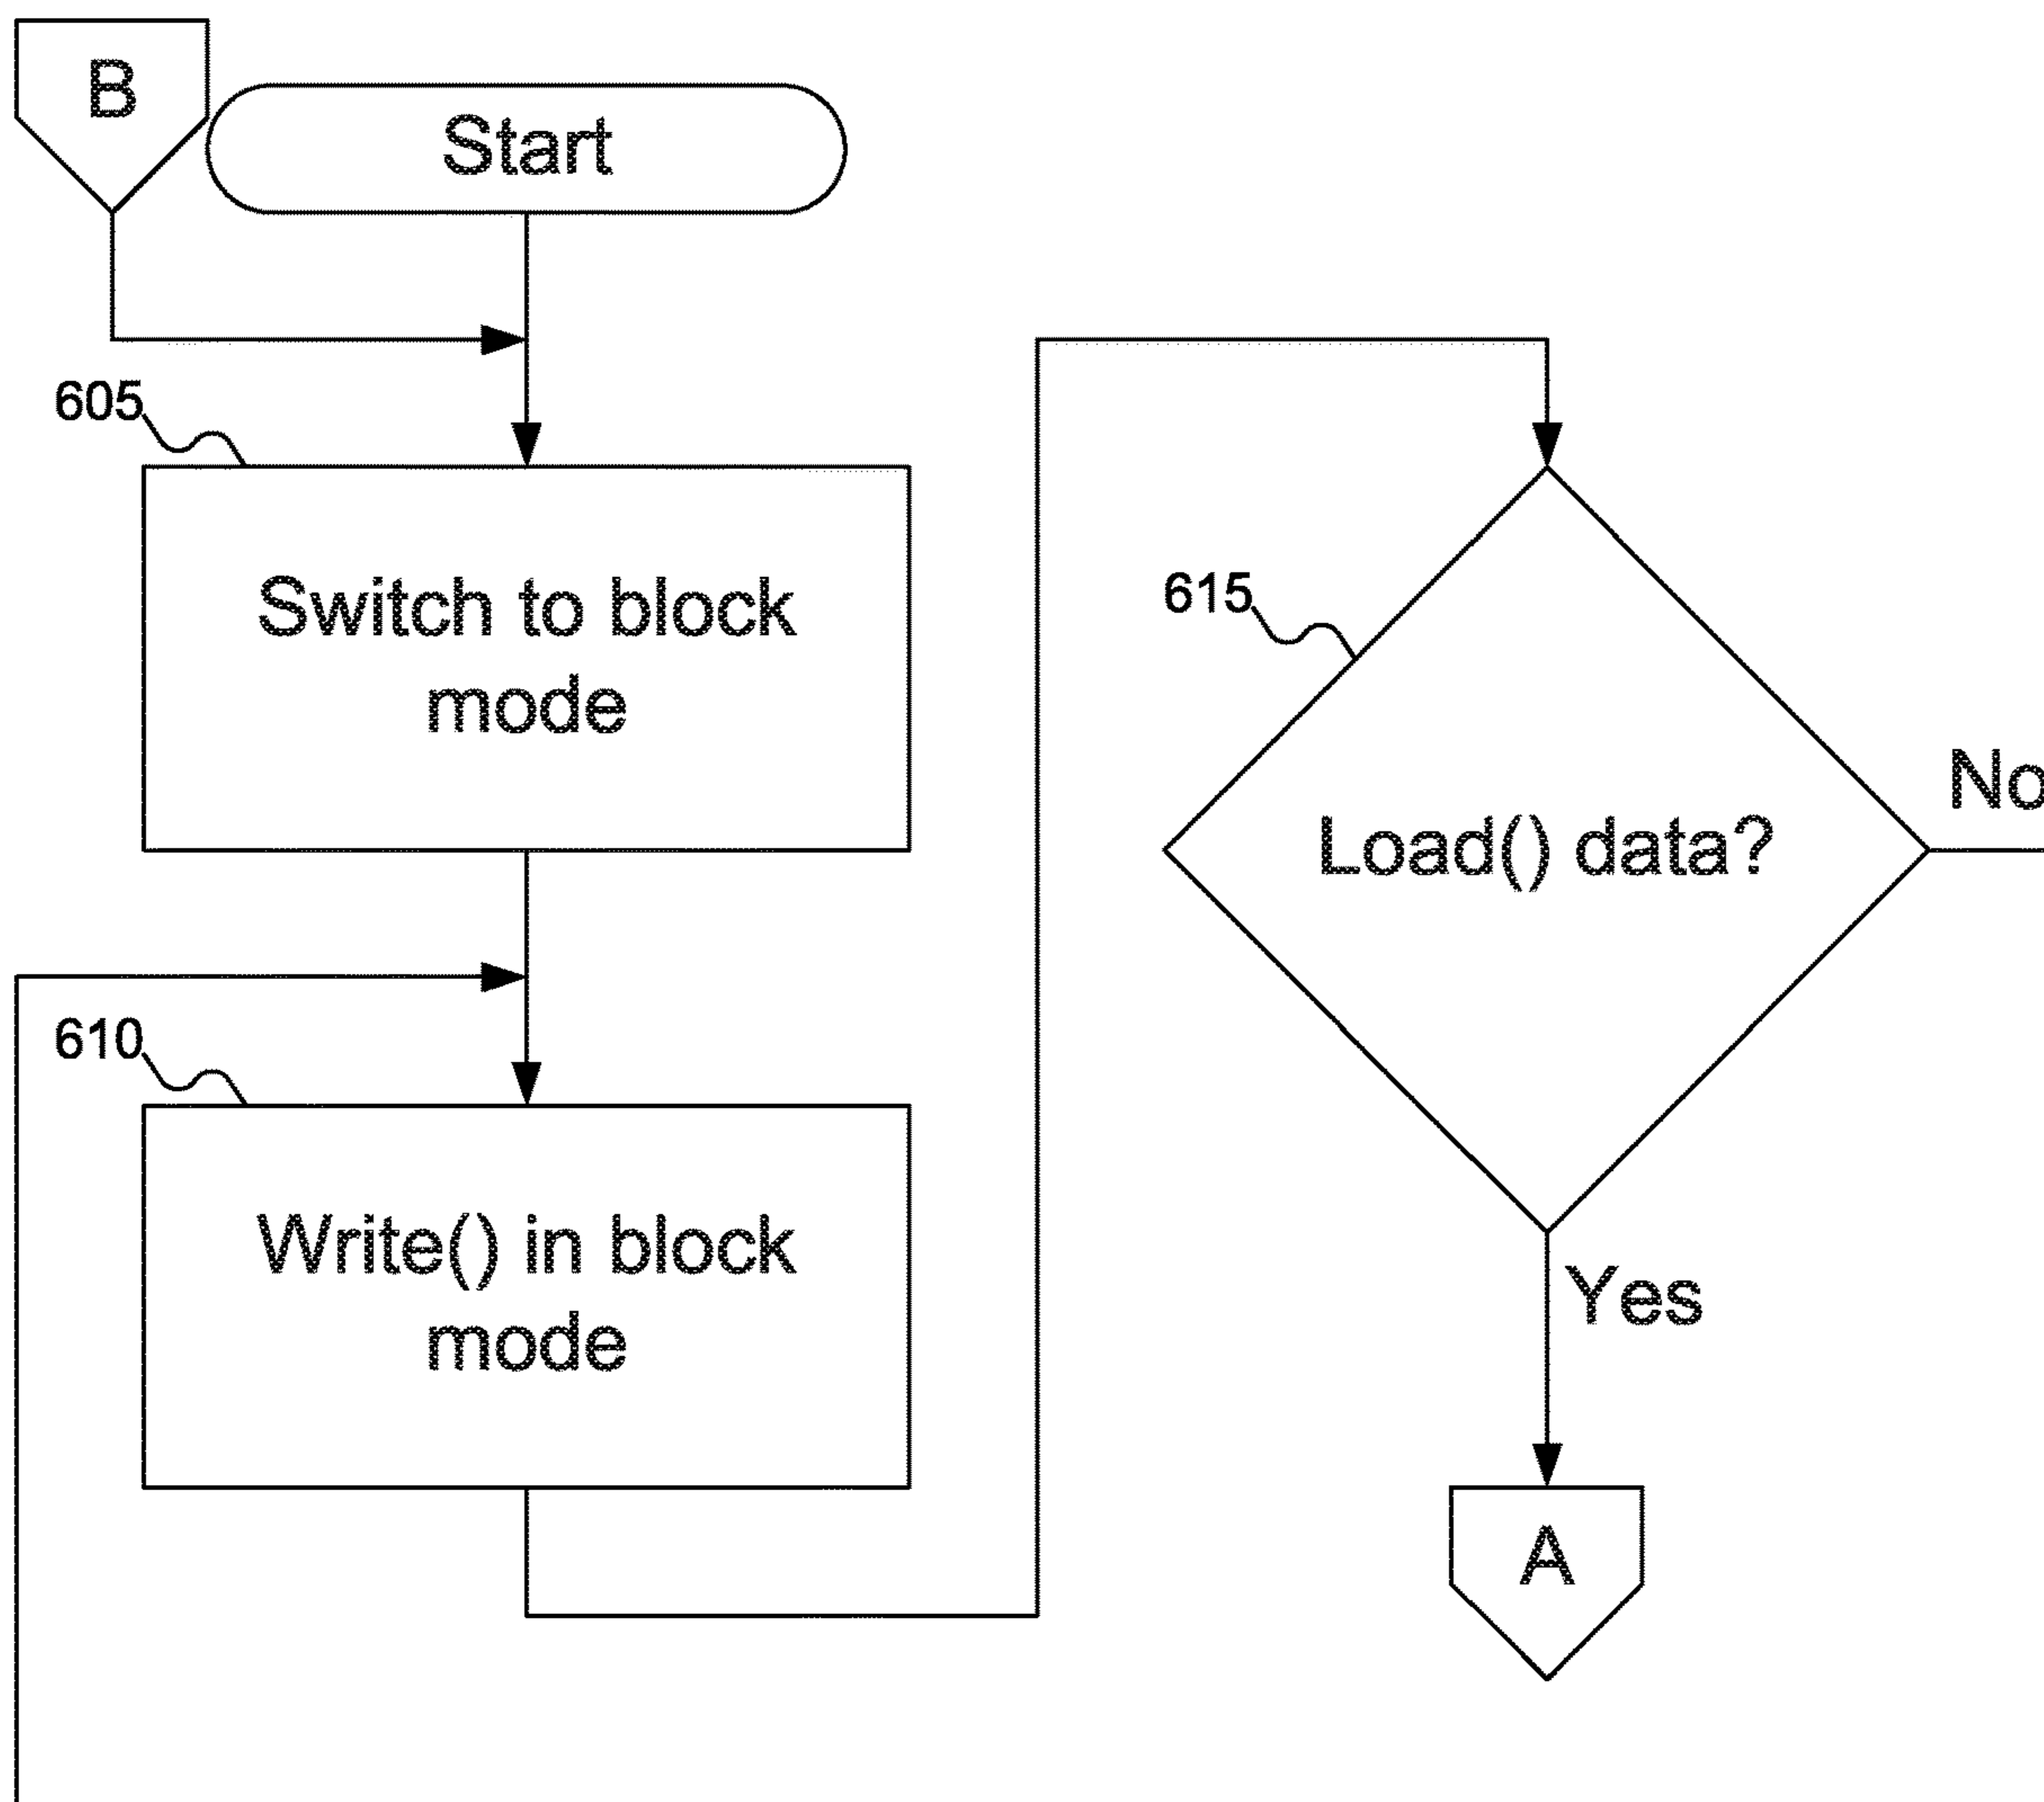 B
Start
605
Switch to block
mode
610
Write() in block
mode
615
Load() data?
No
Yes
A